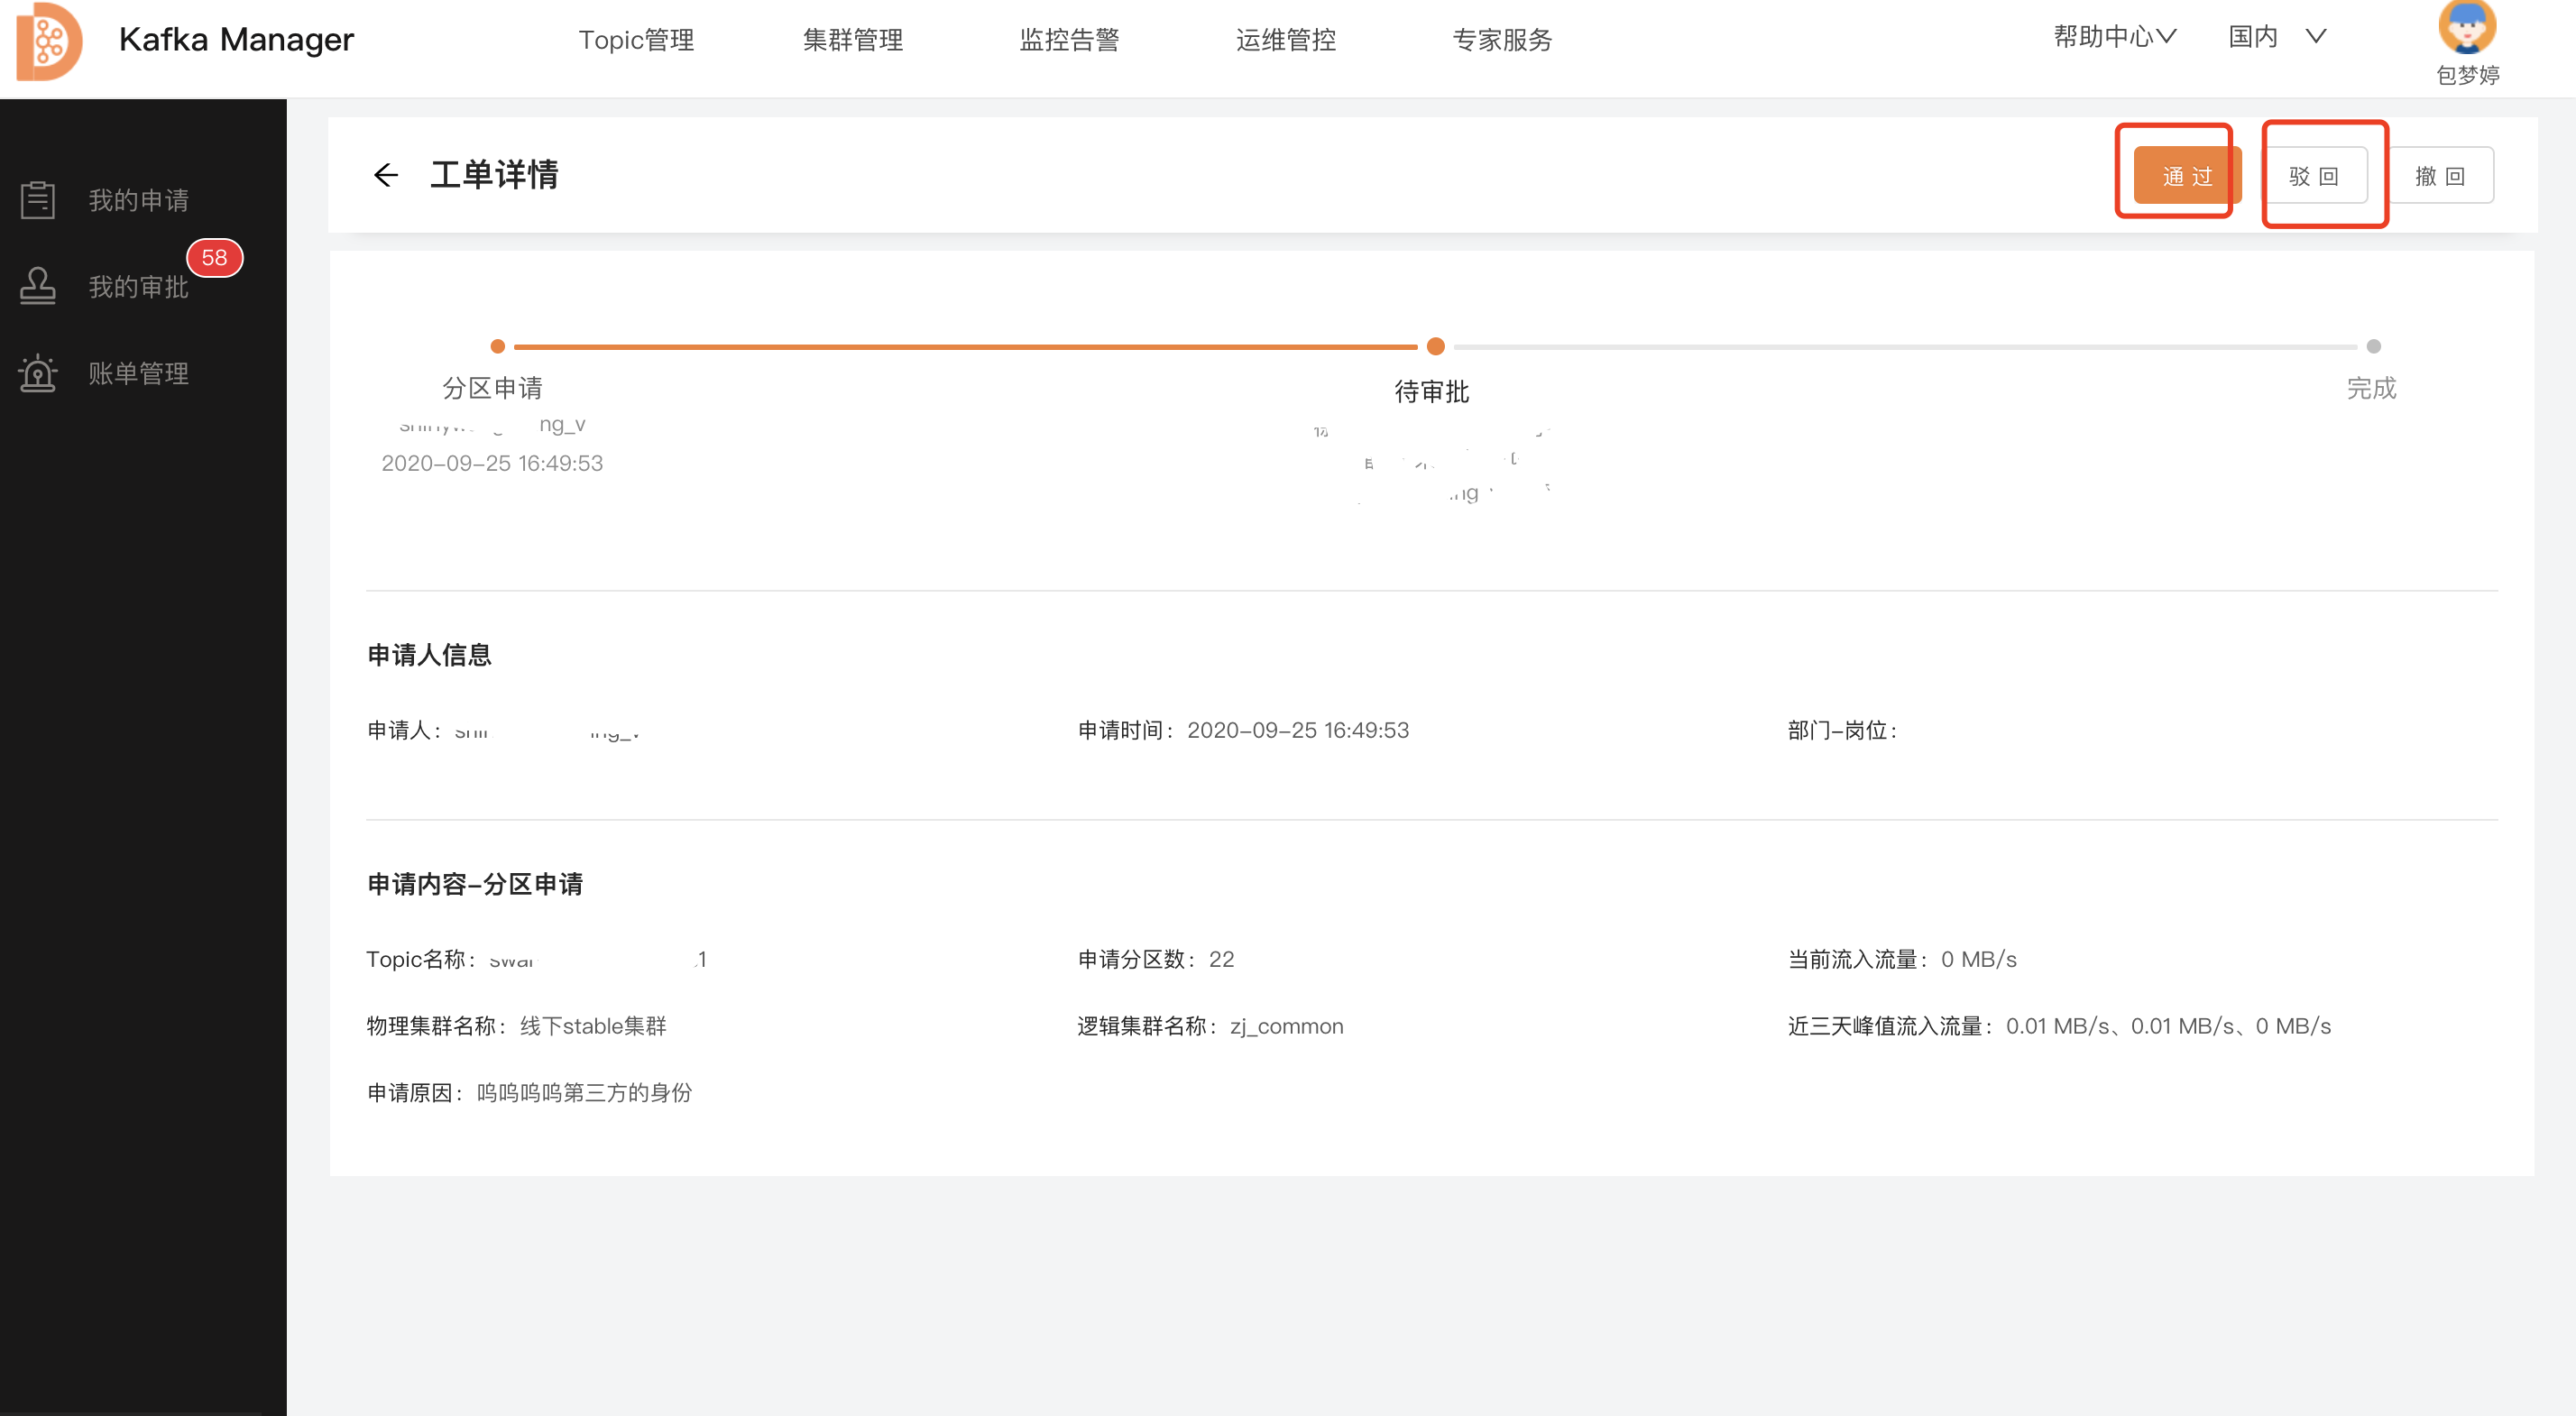 Kafka Manager
Topic管理
集群管理
监控告警
运维管控
专家服务
帮助中心
国内
包梦婷
我的申请
58
我的审批
账单管理
工单详情
通过
驳回
撤回
分区申请
待审批
完成
ng_v
2020-09-25 16:49:53
申请人信息
申请人：
申请时间：2020-09-25 16:49:53
部门-岗位：
申请内容-分区申请
Topic名称：
申请分区数：22
当前流入流量：0 MB/s
物理集群名称：线下stable集群
逻辑集群名称：zj_common
近三天峰值流入流量：0.01 MB/s、0.01 MB/s、0 MB/s
申请原因：呜呜呜呜第三方的身份